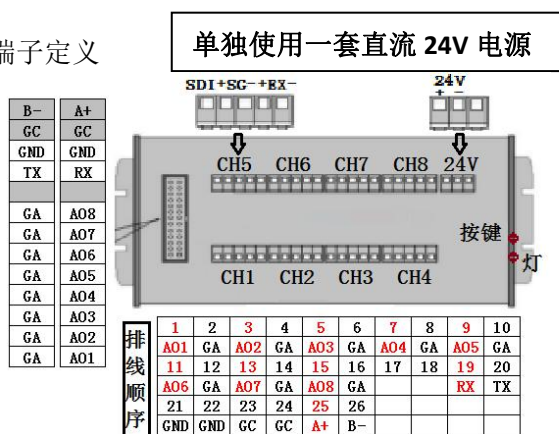 端子定义
单独使用一套直流 24V 电源
SDI+SG-+EX-
24V
+ -
B- A+
GC GC
GND GND
TX RX
GA AO8
GA AO7
GA AO6
GA AO5
GA AO4
GA AO3
GA AO2
GA AO1
CH5 CH6 CH7 CH8 24V
按键
灯
CH1 CH2 CH3 CH4
排线顺序
1 2 3 4 5 6 7 8 9 10
AO1 GA AO2 GA AO3 GA AO4 GA AO5 GA
11 12 13 14 15 16 17 18 19 20
AO6 GA AO7 GA AO8 GA RX TX
21 22 23 24 25 26
GND GND GC GC A+ B-